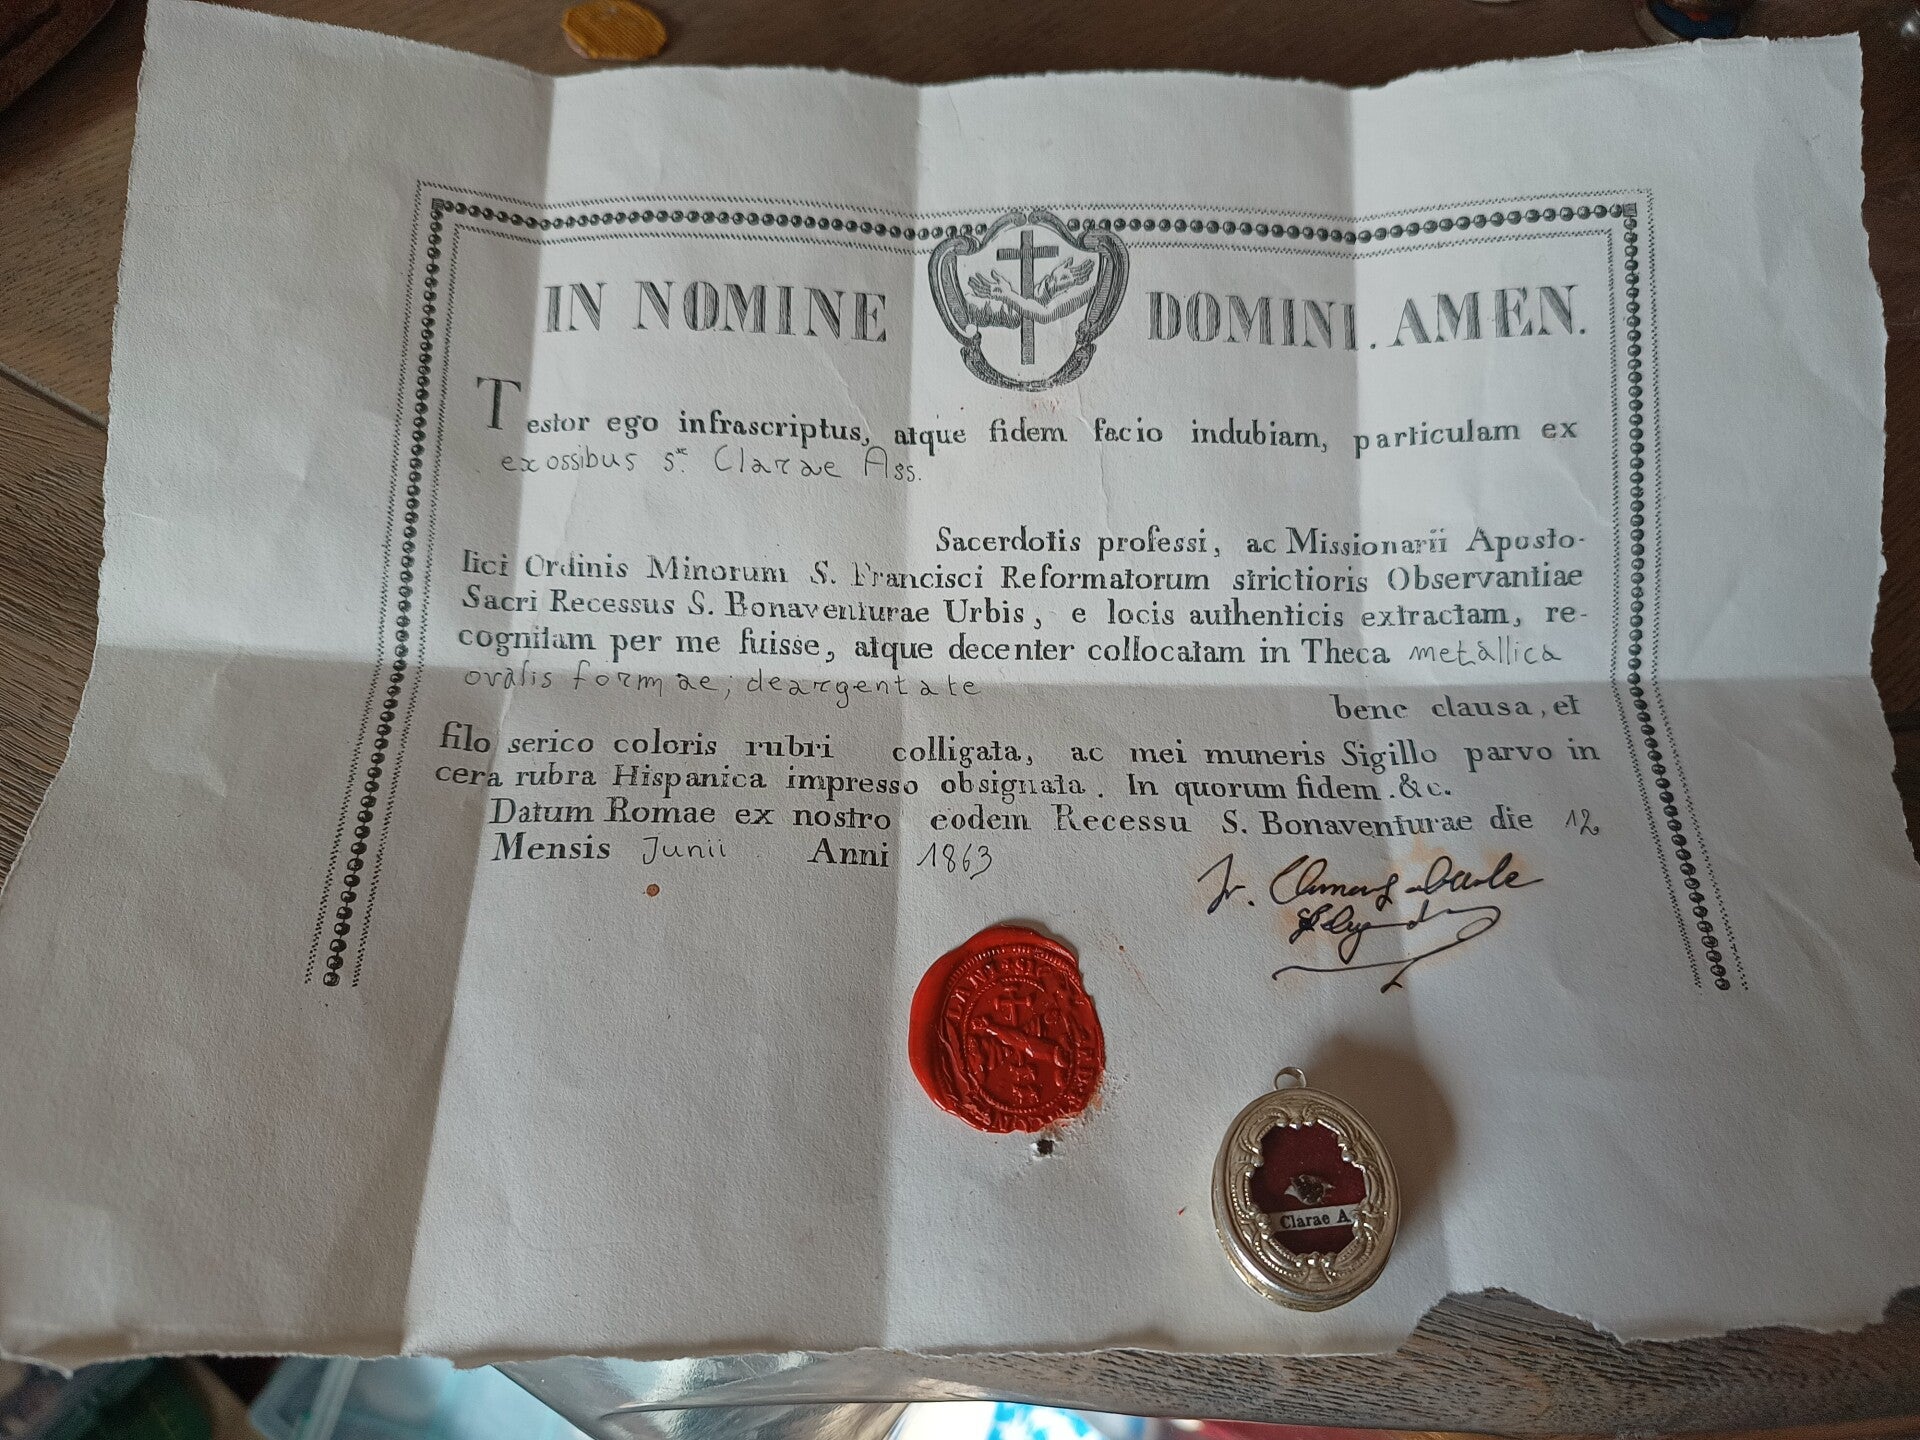 IN NOMINE DOMINI. AMEN.
Testor ego infrascriptus, atque fidem facio indubiam, particulam ex
ex ossibus s.ae Clarae Ass.
Sacerdotis professi, ac Missionarii Aposto-
lici Ordinis Minorum S. Francisci Reformatorum strictioris Observantiae
Sacri Recessus S. Bonaventurae Urbis, e locis authenticis extractam, re-
cognitam per me fuisse, atque decenter collocatam in Theca metallica
ovalis formae, deargentate
bene clausa, et
filo serico coloris rubri colligata, ac mei muneris Sigillo parvo in
cera rubra Hispanica impresso obsignata. In quorum fidem .&c.
Datum Romae ex nostro eodem Recessu S. Bonaventurae die 12
Mensis Junii Anni 1863
Fr.
Clarae A